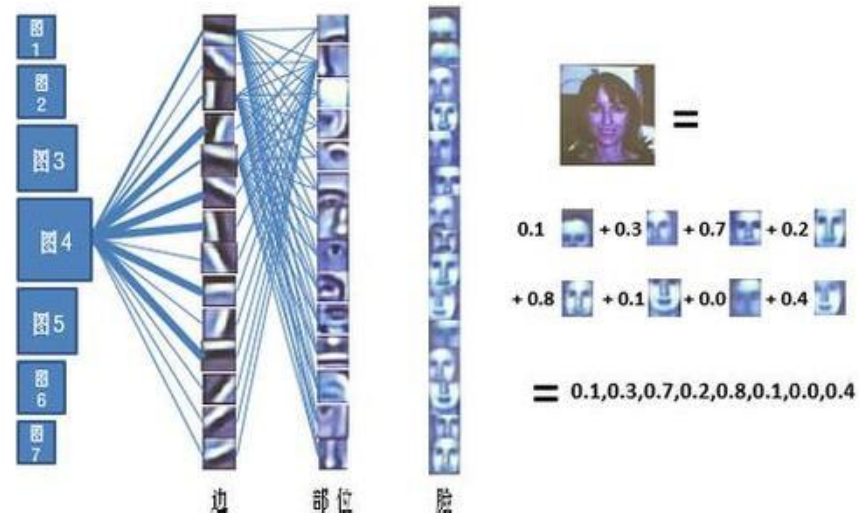 图
1
图
2
图3
图4
图5
图
6
图
7
边
部位
脸
=
0.1 + 0.3 + 0.7 + 0.2
+ 0.8 + 0.1 + 0.0 + 0.4
= 0.1,0.3,0.7,0.2,0.8,0.1,0.0,0.4